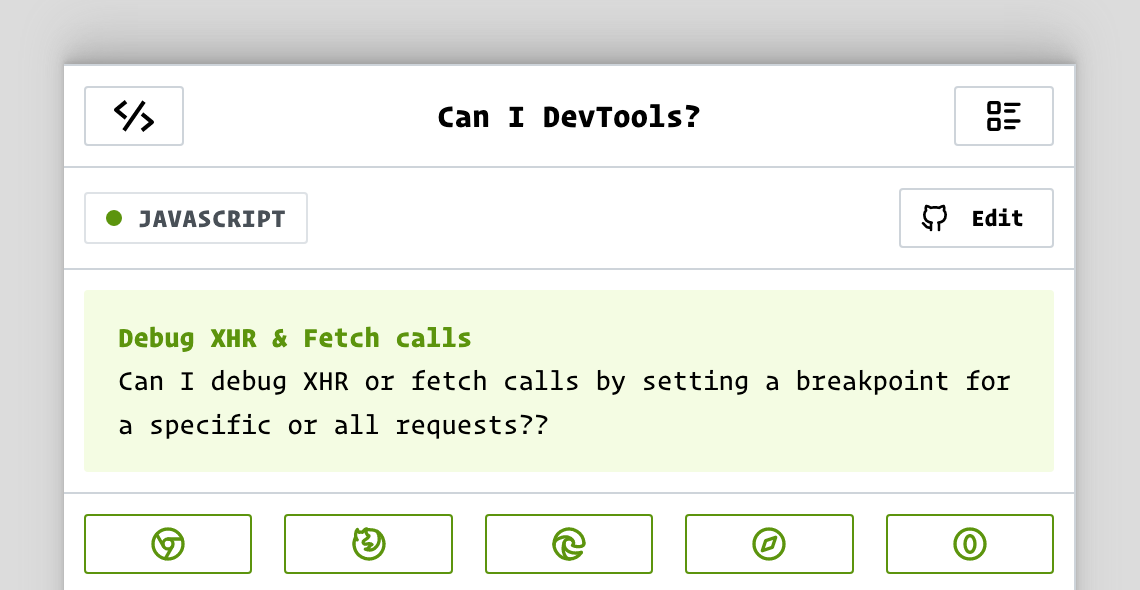 Can I DevTools?
JAVASCRIPT
Edit
Debug XHR & Fetch calls
Can I debug XHR or fetch calls by setting a breakpoint for
a specific or all requests??